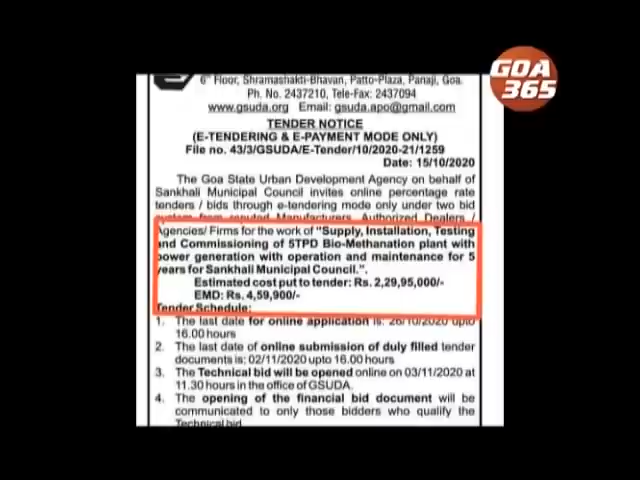 GOA
365
6th Floor, Shramashakti-Bhavan, Patto-Plaza, Panaji, Goa.
Ph. No. 2437210, Tele-Fax: 2437094
www.gsuda.org Email: gsuda.apo@gmail.com
TENDER NOTICE
(E-TENDERING & E-PAYMENT MODE ONLY)
File no. 43/3/GSUDA/E-Tender/10/2020-21/1259
Date: 15/10/2020
The Goa State Urban Development Agency on behalf of
Sankhali Municipal Council invites online percentage rate
tenders / bids through e-tendering mode only under two bid
system from reputed Manufacturers, Authorized Dealers /
Agencies/ Firms for the work of "Supply, Installation, Testing
and Commissioning of 5TPD Bio-Methanation plant with
power generation with operation and maintenance for 5
years for Sankhali Municipal Council.".
Estimated cost put to tender: Rs. 2,29,95,000/-
EMD: Rs. 4,59,900/-
Tender Schedule:
1. The last date for online application is: 26/10/2020 upto
16.00 hours
2. The last date of online submission of duly filled tender
documents is; 02/11/2020 upto 16.00 hours
3. The Technical bid will be opened online on 03/11/2020 at
11.30 hours in the office of GSUDA.
4. The opening of the financial bid document will be
communicated to only those bidders who qualify the
Technical bid